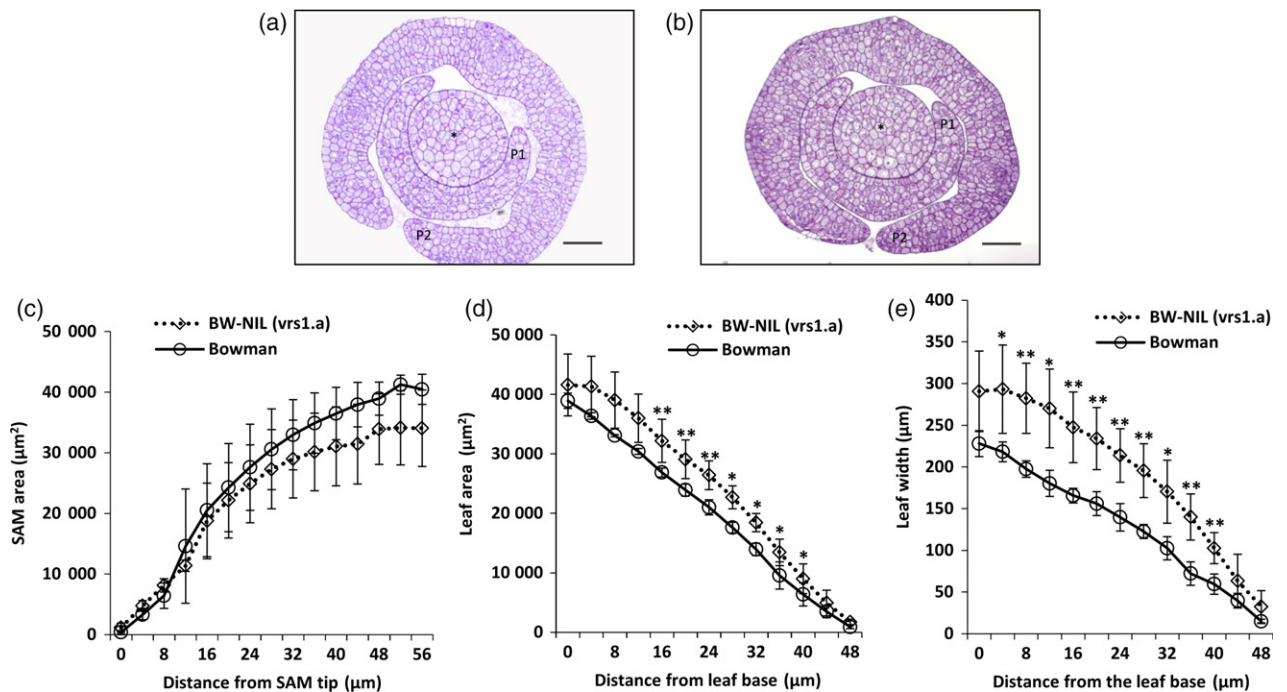 (a)
*
P1
P2
(b)
*
P1
P2
(c)
BW-NIL (vrs1.a)
Bowman
50 000
40 000
30 000
20 000
10 000
0
SAM area (µm²)
0 8 16 24 32 40 48 56
Distance from SAM tip (µm)
(d)
BW-NIL (vrs1.a)
Bowman
50 000
40 000
30 000
20 000
10 000
0
Leaf area (µm²)
** ** ** * * * *
0 8 16 24 32 40 48
Distance from leaf base (µm)
(e)
BW-NIL (vrs1.a)
Bowman
400
350
300
250
200
150
100
50
0
Leaf width (µm)
* ** * ** ** ** ** * ** **
0 8 16 24 32 40 48
Distance from the leaf base (µm)